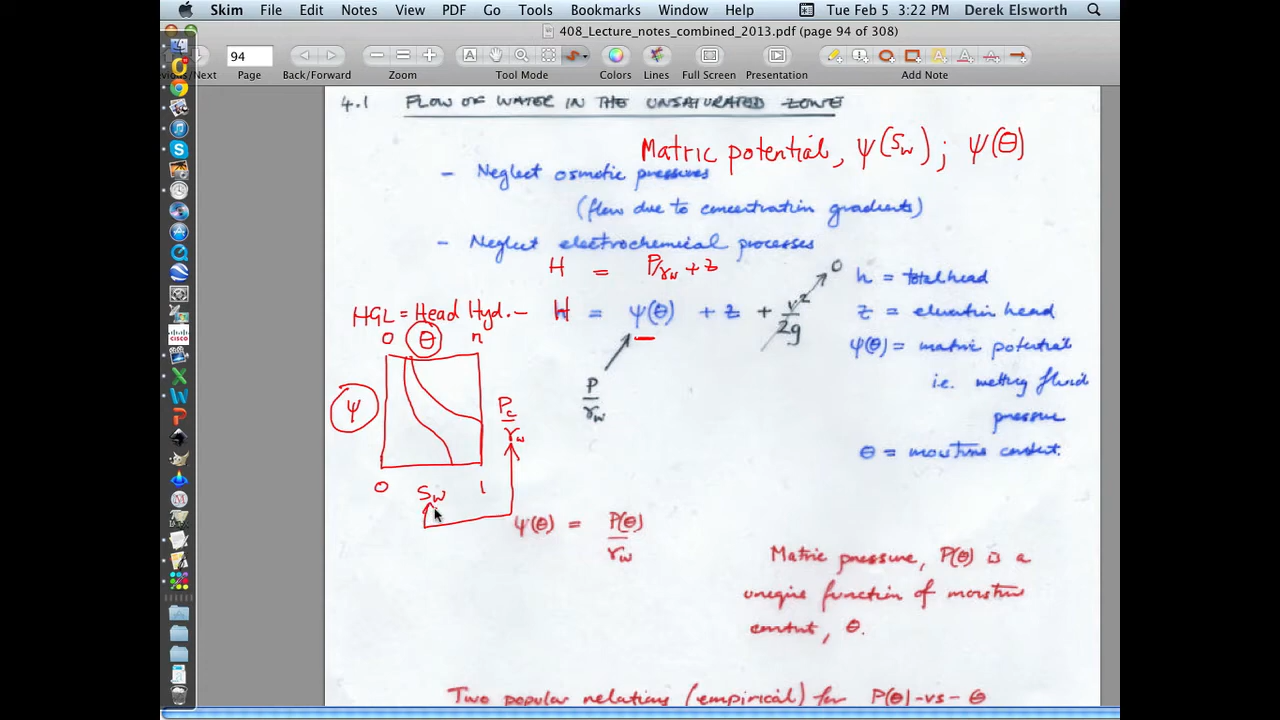 Skim File Edit Notes View Go PDF Tools Bookmarks Window Help Tue Feb 5 3:22 PM Derek Elsworth
408_Lecture_notes_combined_2013.pdf (page 94 of 308)
94
Previous/Next Page Back/Forward Zoom Tool Mode Colors Lines Full Screen Presentation Add Note
4.1 FLOW OF WATER IN THE UNSATURATED ZONE
Matric potential, ψ(Sw); ψ(θ)
- Neglect osmotic pressures
(flow due to concentration gradients)
- Neglect electrochemical processes
H = P/γw + z
HGL = Head Hyd. - H = ψ(θ) + z + v²/2g → 0
P/γw
h = total head
z = elevation head
ψ(θ) = matric potential
i.e. wetting fluid
pressure
θ = moisture content.
0 θ n
ψ
Pc/γw
0 Sw 1
ψ(θ) = P(θ)/γw
Matric pressure, P(θ) is a
unique function of moisture
content, θ.
Two popular relations (empirical) for P(θ)-vs-θ